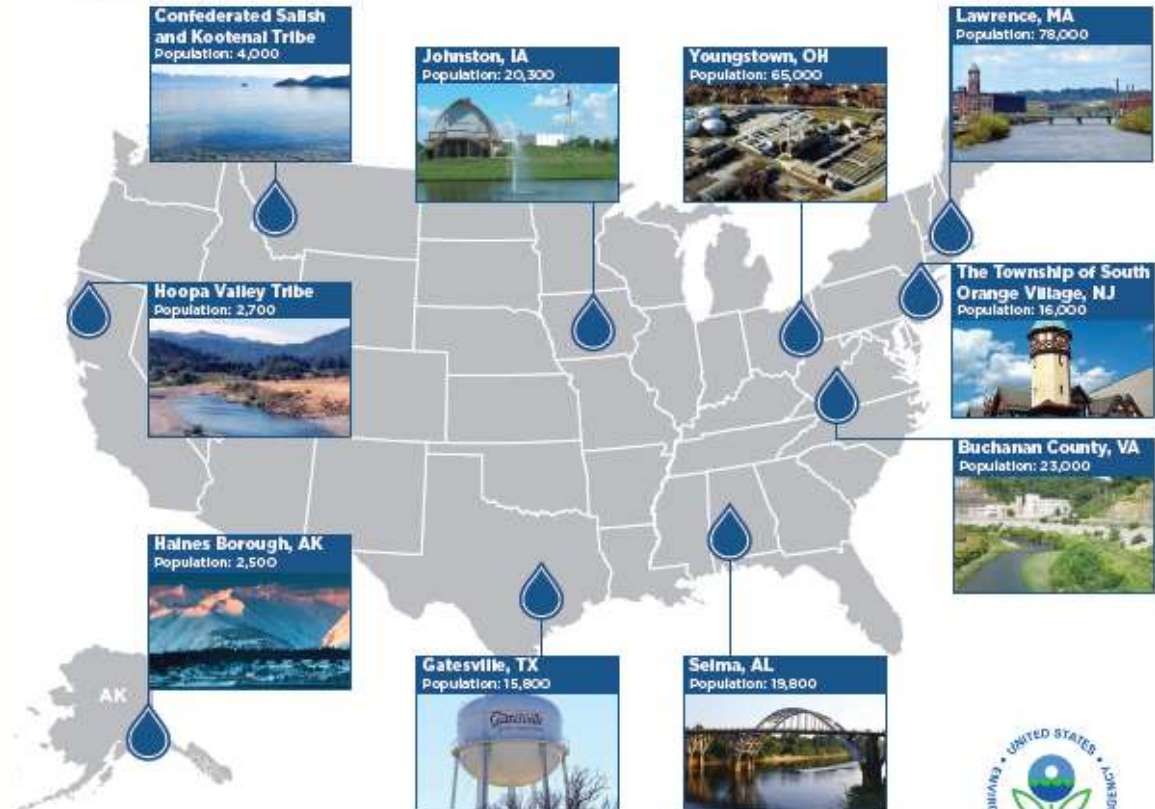 Confederated Salish
and Kootenai Tribe
Population: 4,000
Johnston, IA
Population: 20,300
Youngstown, OH
Population: 65,000
Lawrence, MA
Population: 78,000
Hoopa Valley Tribe
Population: 2,700
The Township of South
Orange Village, NJ
Population: 16,000
Buchanan County, VA
Population: 23,000
Haines Borough, AK
Population: 2,500
AK
Gatesville, TX
Population: 15,800
Gatesville
Selma, AL
Population: 19,800
UNITED STATES